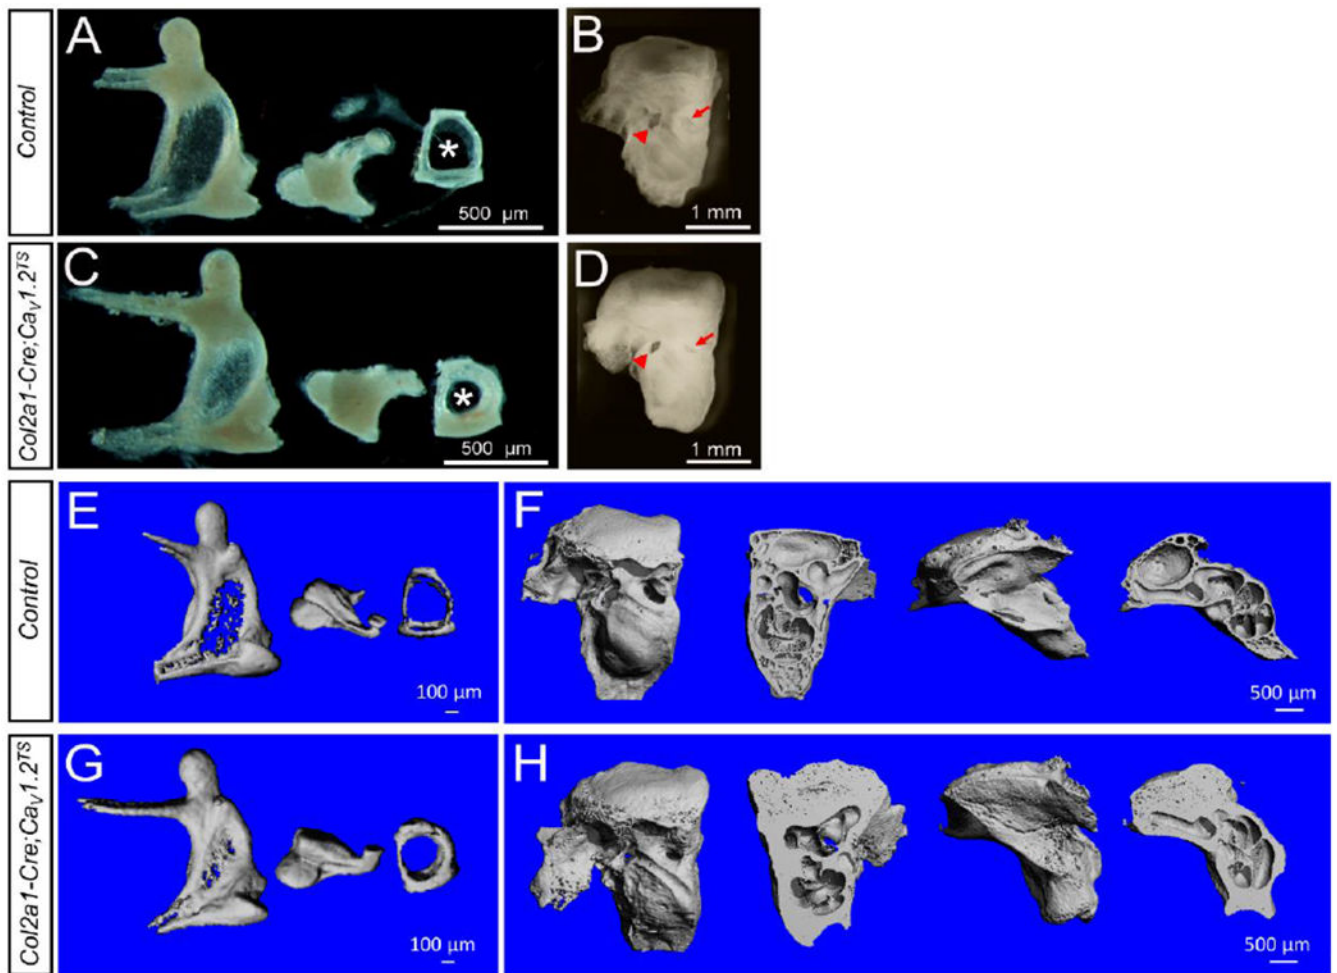 Control
A
*
500 μm
B
1 mm
Col2a1-Cre;CaV1.2TS
C
*
500 μm
D
1 mm
Control
E
100 μm
F
500 μm
Col2a1-Cre;CaV1.2TS
G
100 μm
H
500 μm